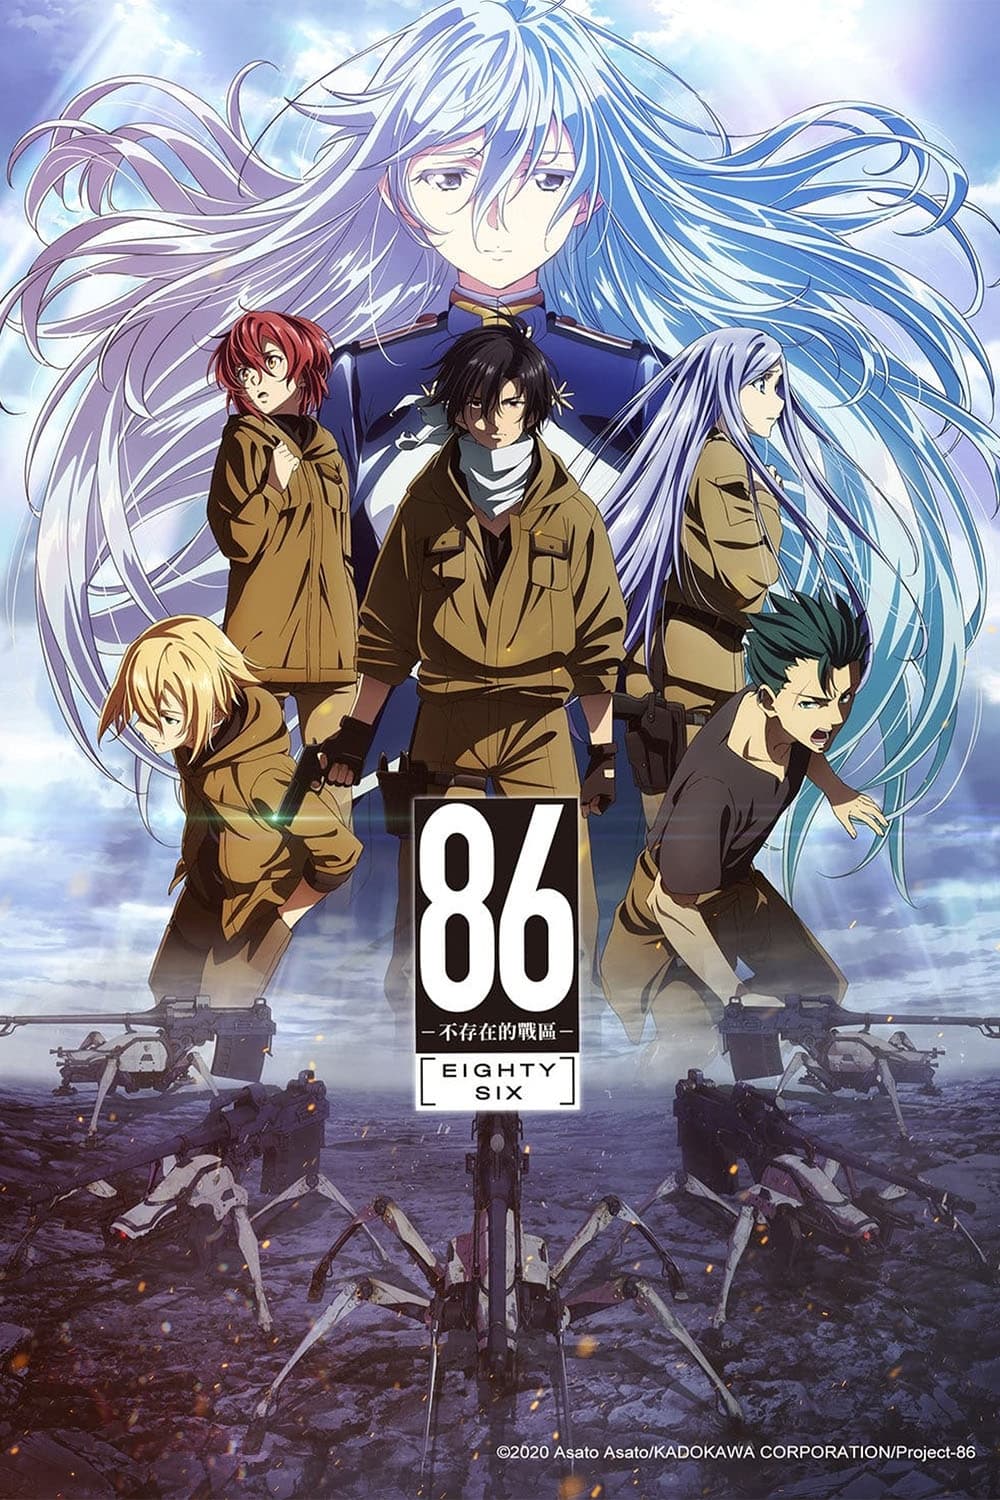 86
－不存在的戰區－
[EIGHTY
SIX]
©2020 Asato Asato/KADOKAWA CORPORATION/Project-86